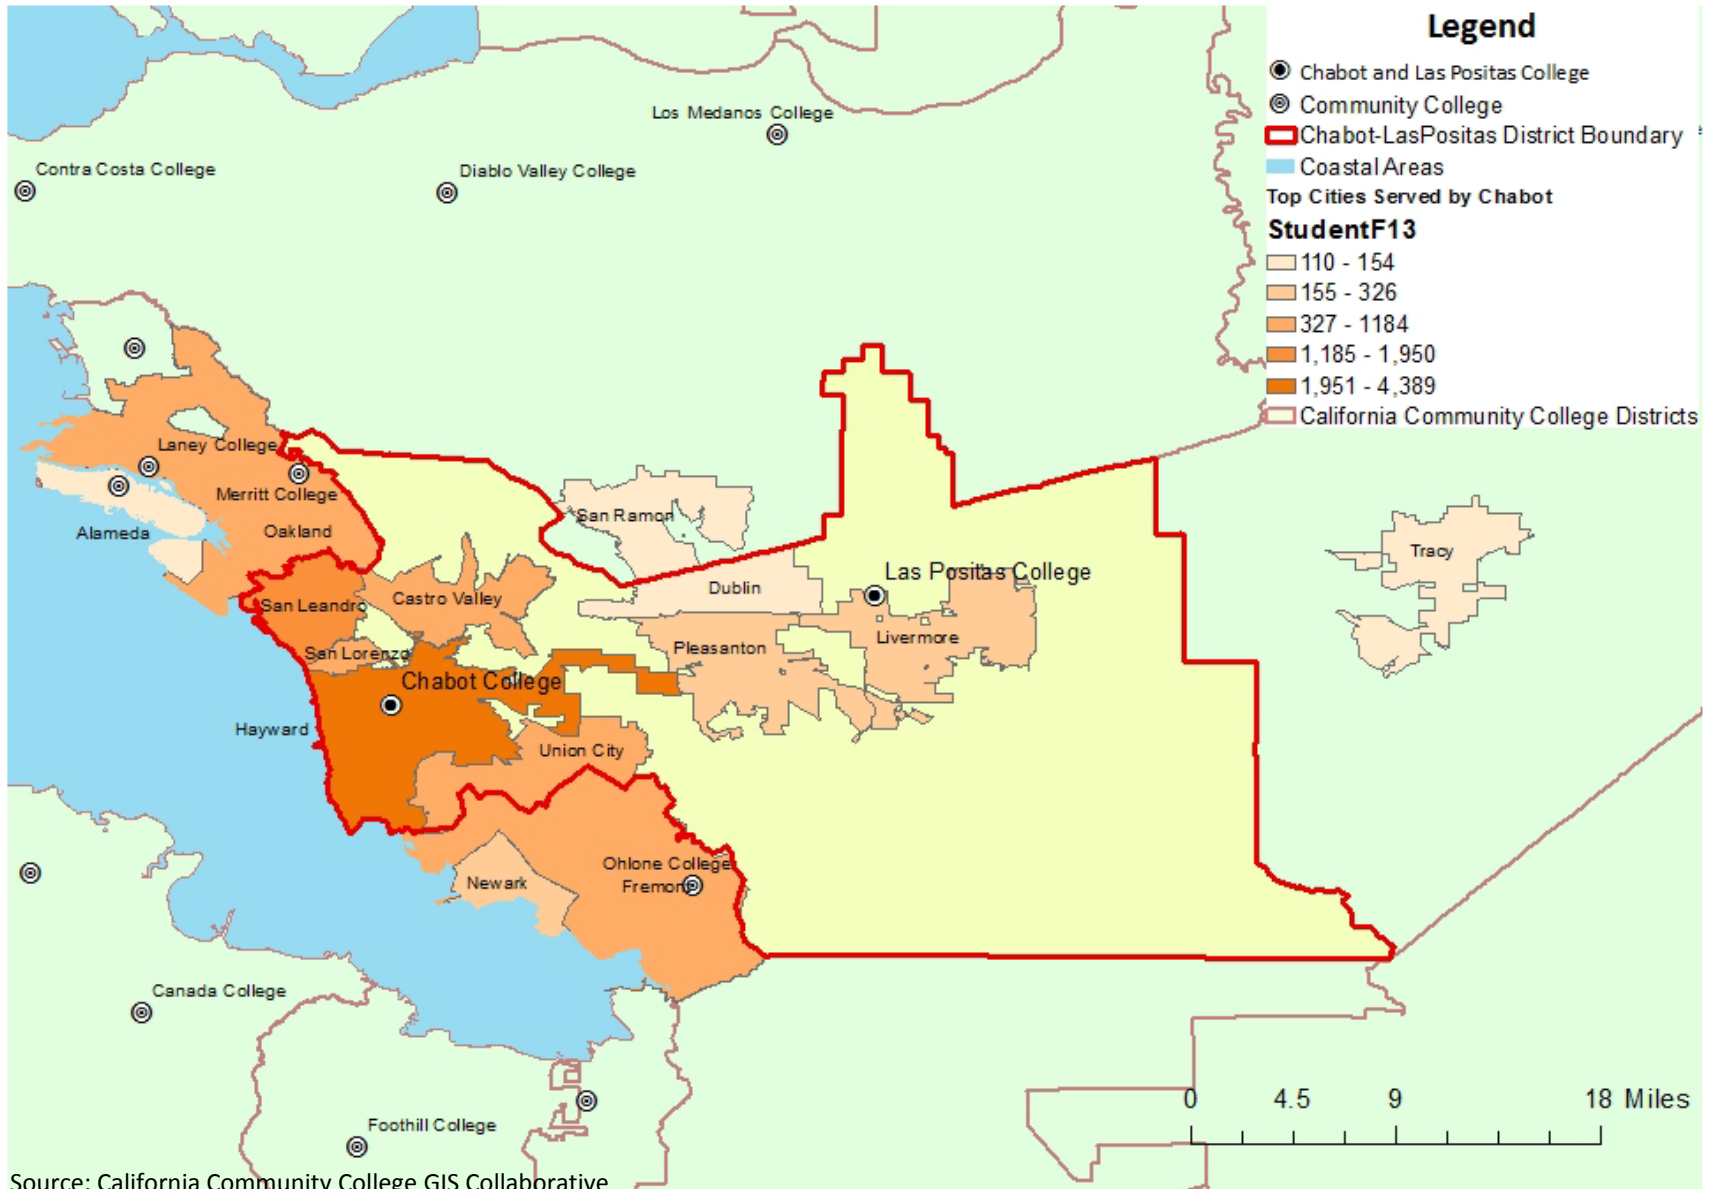 Legend
Chabot and Las Positas College
Community College
Chabot-LasPositas District Boundary
Coastal Areas
Top Cities Served by Chabot
StudentF13
110 - 154
155 - 326
327 - 1184
1,185 - 1,950
1,951 - 4,389
California Community College Districts
Los Medanos College
Contra Costa College
Diablo Valley College
Laney College
Merritt College
Alameda
Oakland
San Ramon
Tracy
Las Positas College
Dublin
San Leandro
Castro Valley
Livermore
Pleasanton
San Lorenzo
Chabot College
Hayward
Union City
Ohlone College
Newark
Fremont
Canada College
Foothill College
0 4.5 9 18 Miles
Source: California Community College GIS Collaborative